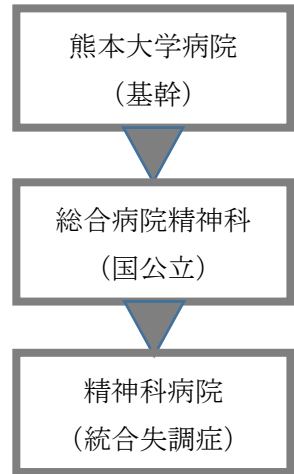 熊本大学病院
（基幹）
総合病院精神科
（国公立）
精神科病院
（統合失調症）